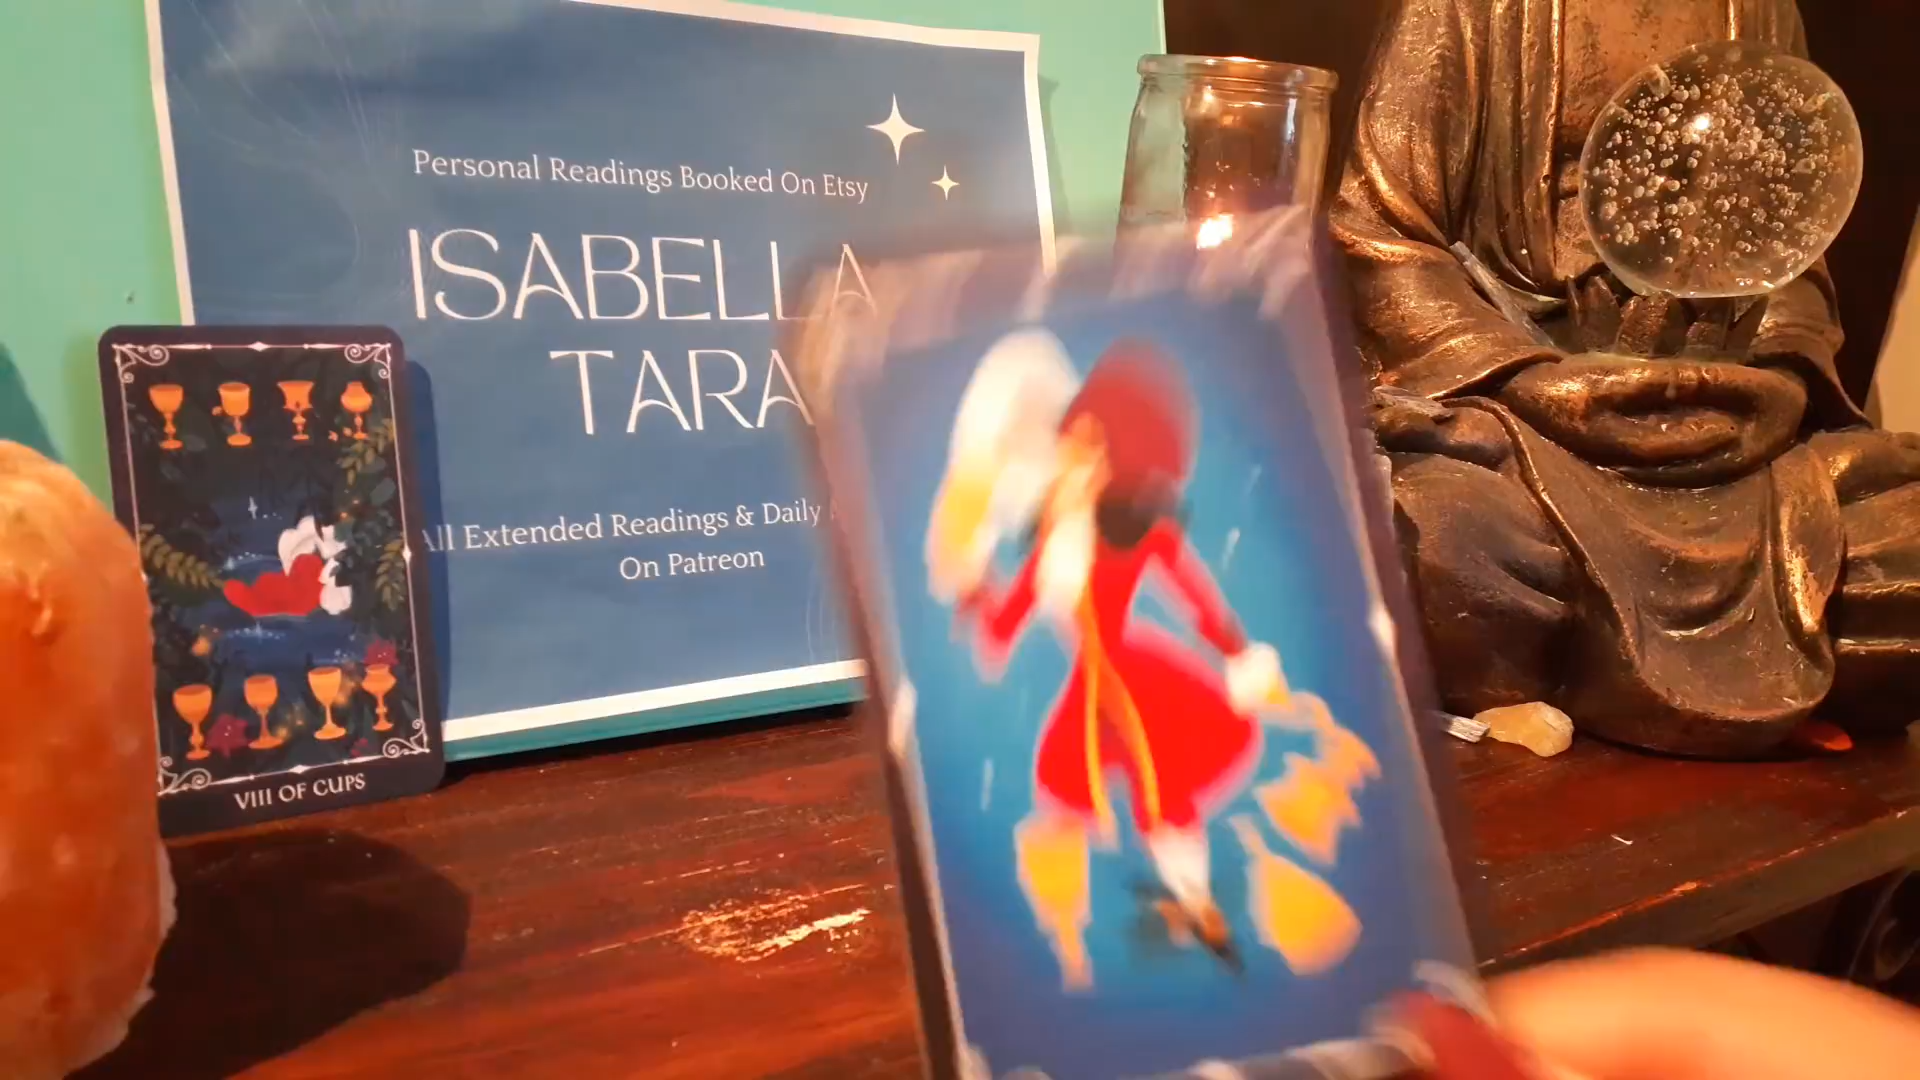 Personal Readings Booked On Etsy
ISABELLA
TARA
All Extended Readings & Daily
On Patreon
VIII OF CUPS